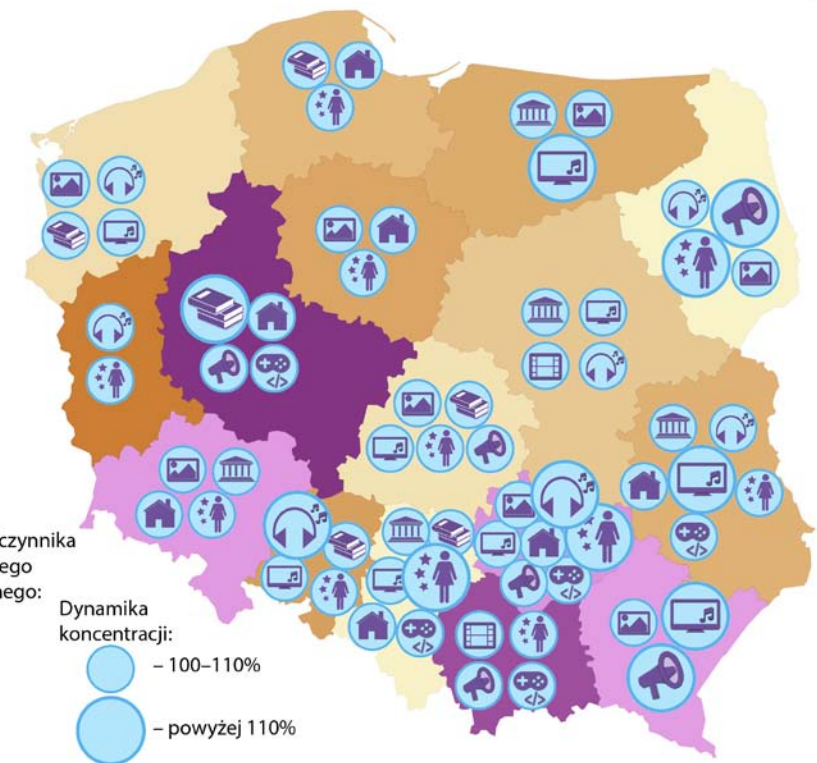 czynnika
ego
nego:
Dynamika
koncentracji:
– 100–110%
– powyżej 110%